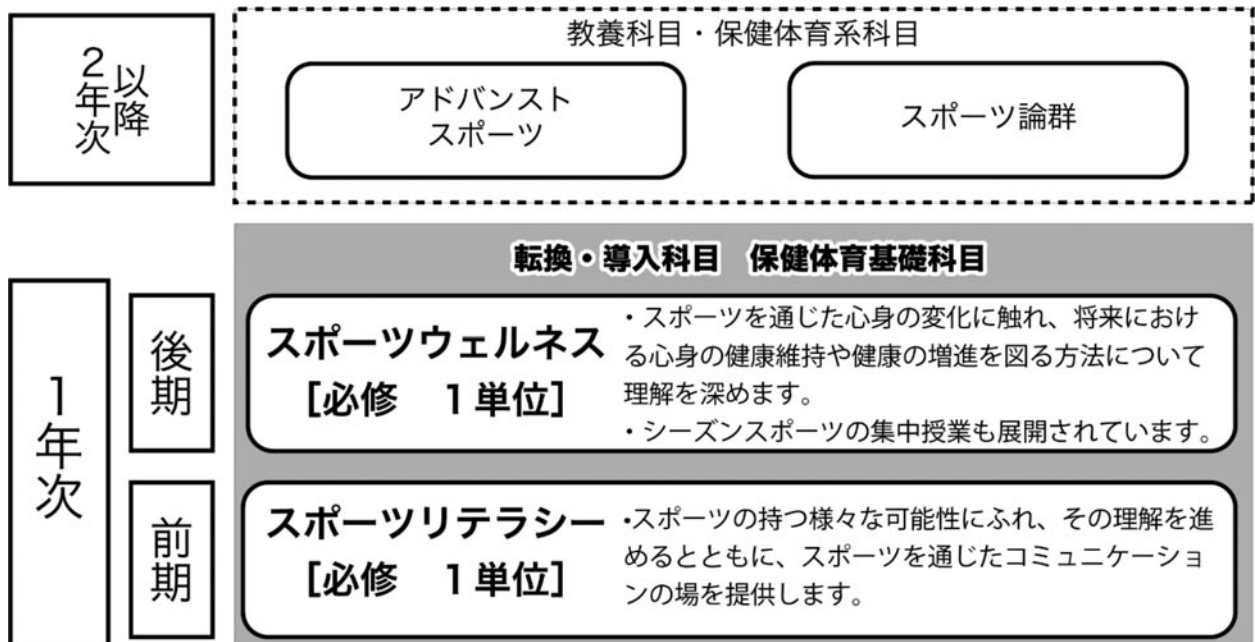 ２年次
以降
教養科目・保健体育系科目
アドバンスト
スポーツ
スポーツ論群
転換・導入科目　保健体育基礎科目
１年次
後期
スポーツウェルネス
［必修　１単位］
・スポーツを通じた心身の変化に触れ、将来におけ
る心身の健康維持や健康の増進を図る方法について
理解を深めます。
・シーズンスポーツの集中授業も展開されています。
前期
スポーツリテラシー
［必修　１単位］
・スポーツの持つ様々な可能性にふれ、その理解を進
めるとともに、スポーツを通じたコミュニケーショ
ンの場を提供します。